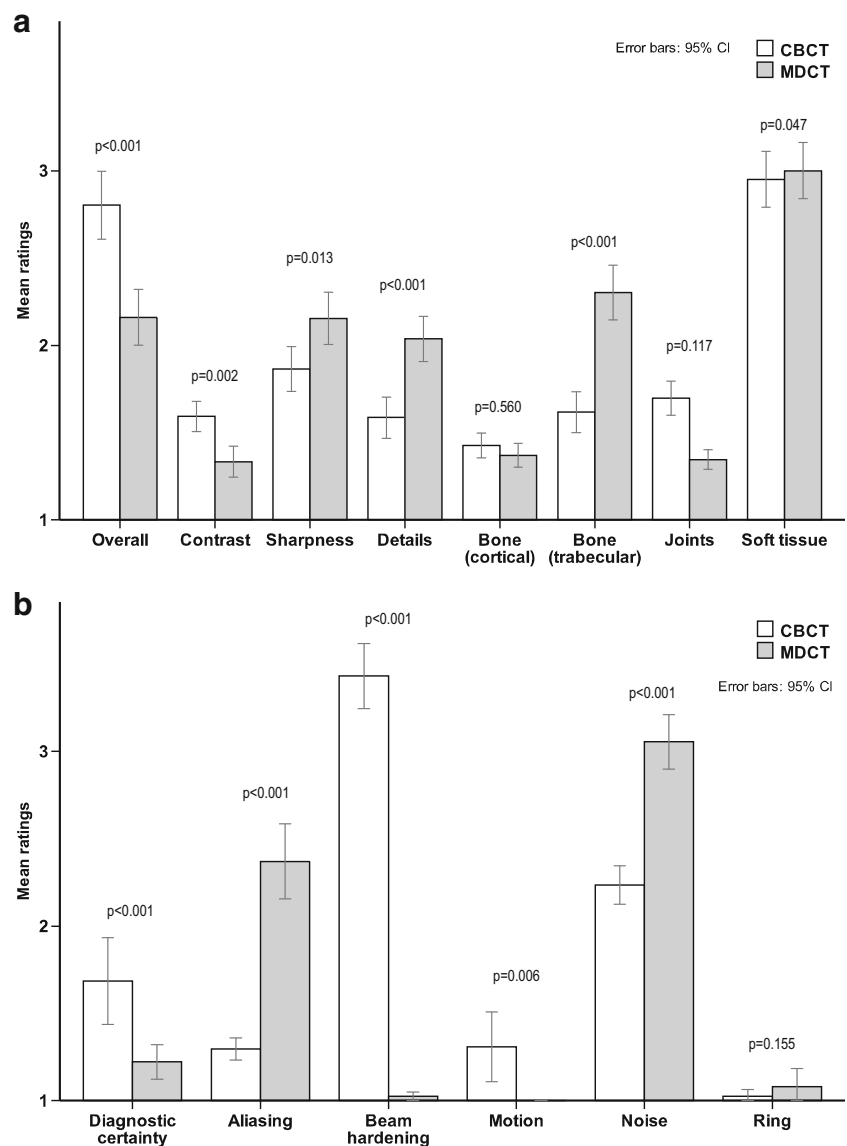 a
Error bars: 95% CI
CBCT
MDCT
p<0.001
p=0.002
p=0.013
p<0.001
p=0.560
p<0.001
p=0.117
p=0.047
Mean ratings
3
2
1
Overall
Contrast
Sharpness
Details
Bone
(cortical)
Bone
(trabecular)
Joints
Soft tissue
b
CBCT
MDCT
Error bars: 95% CI
p<0.001
p<0.001
p<0.001
p=0.006
p<0.001
p=0.155
Mean ratings
3
2
1
Diagnostic
certainty
Aliasing
Beam
hardening
Motion
Noise
Ring